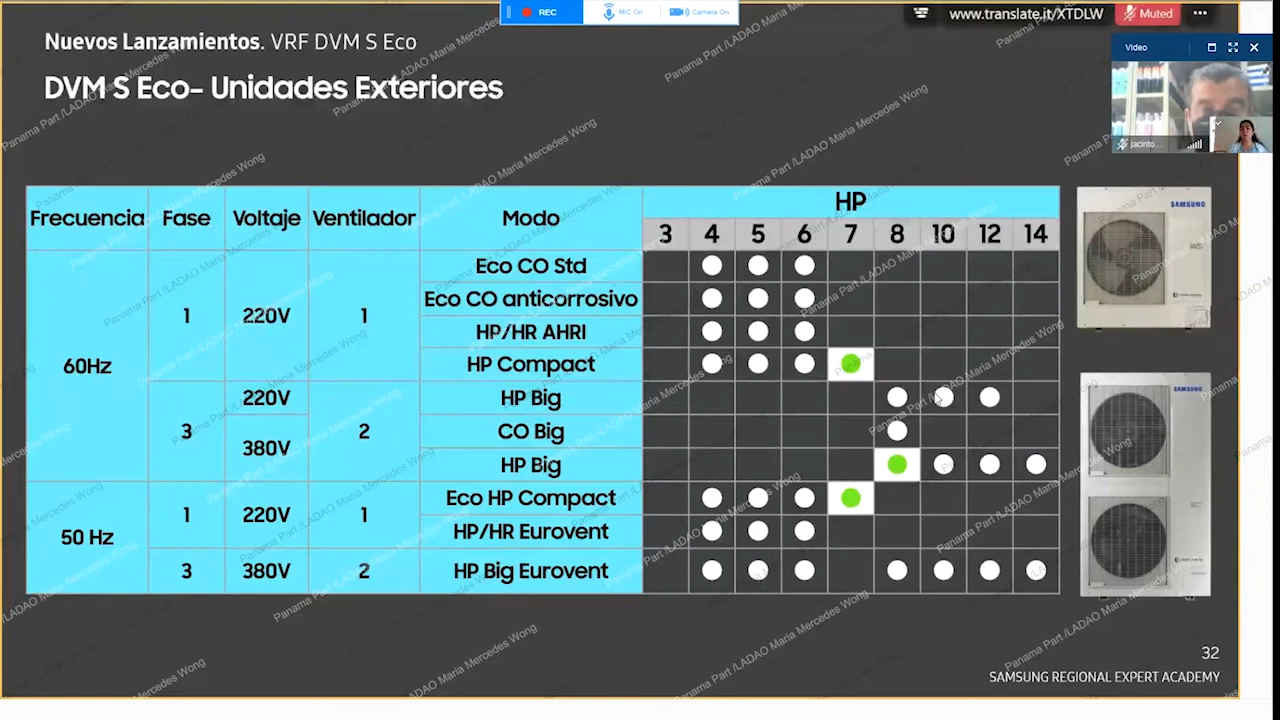 REC
MIC On
Camera On
www.translate.it/XTDLW
Muted
Nuevos Lanzamientos. VRF DVM S Eco
DVM S Eco– Unidades Exteriores
Video
jacinto...
Frecuencia Fase Voltaje Ventilador Modo HP
3 4 5 6 7 8 10 12 14
60Hz
1 220V 1
Eco CO Std
Eco CO anticorrosivo
HP/HR AHRI
HP Compact
3 220V 2
HP Big
380V
CO Big
HP Big
50 Hz
1 220V 1
Eco HP Compact
HP/HR Eurovent
3 380V 2 HP Big Eurovent
SAMSUNG
SAMSUNG
32
SAMSUNG REGIONAL EXPERT ACADEMY
Panama Part /LADAO Maria Mercedes Wong